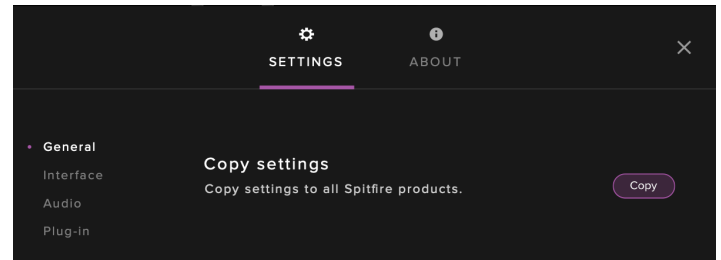 SETTINGS
ABOUT
General
Interface
Audio
Plug-in
Copy settings
Copy settings to all Spitfire products.
Copy